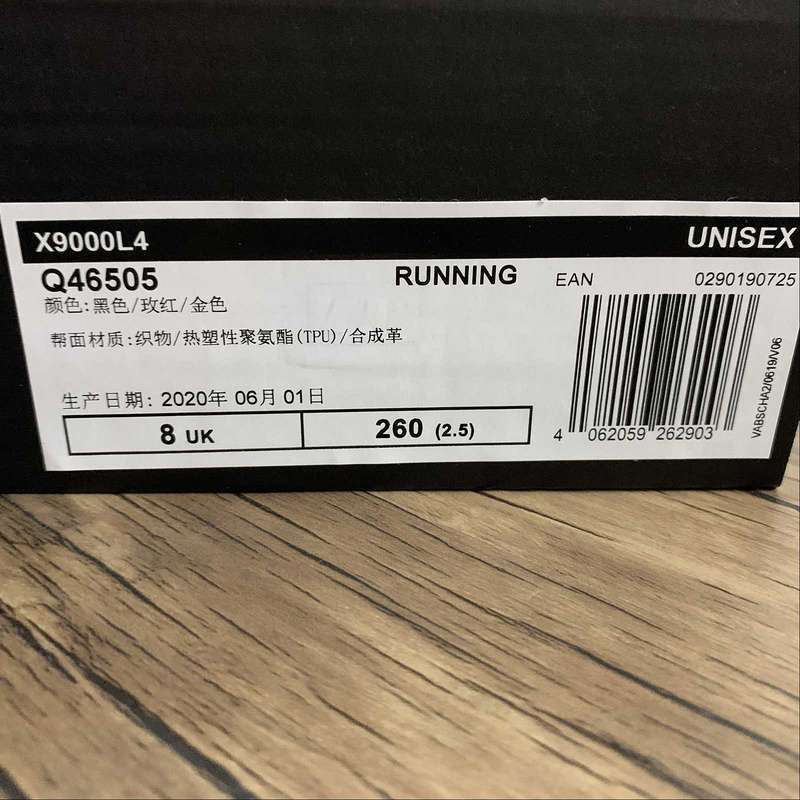 X9000L4 UNISEX
Q46505 RUNNING EAN 0290190725
颜色:黑色/玫红/金色
帮面材质:织物/热塑性聚氨酯(TPU)/合成革
生产日期: 2020年 06月 01日
8 UK 260 (2.5)
4 062059 262903
VABSCHA2/0619/V06